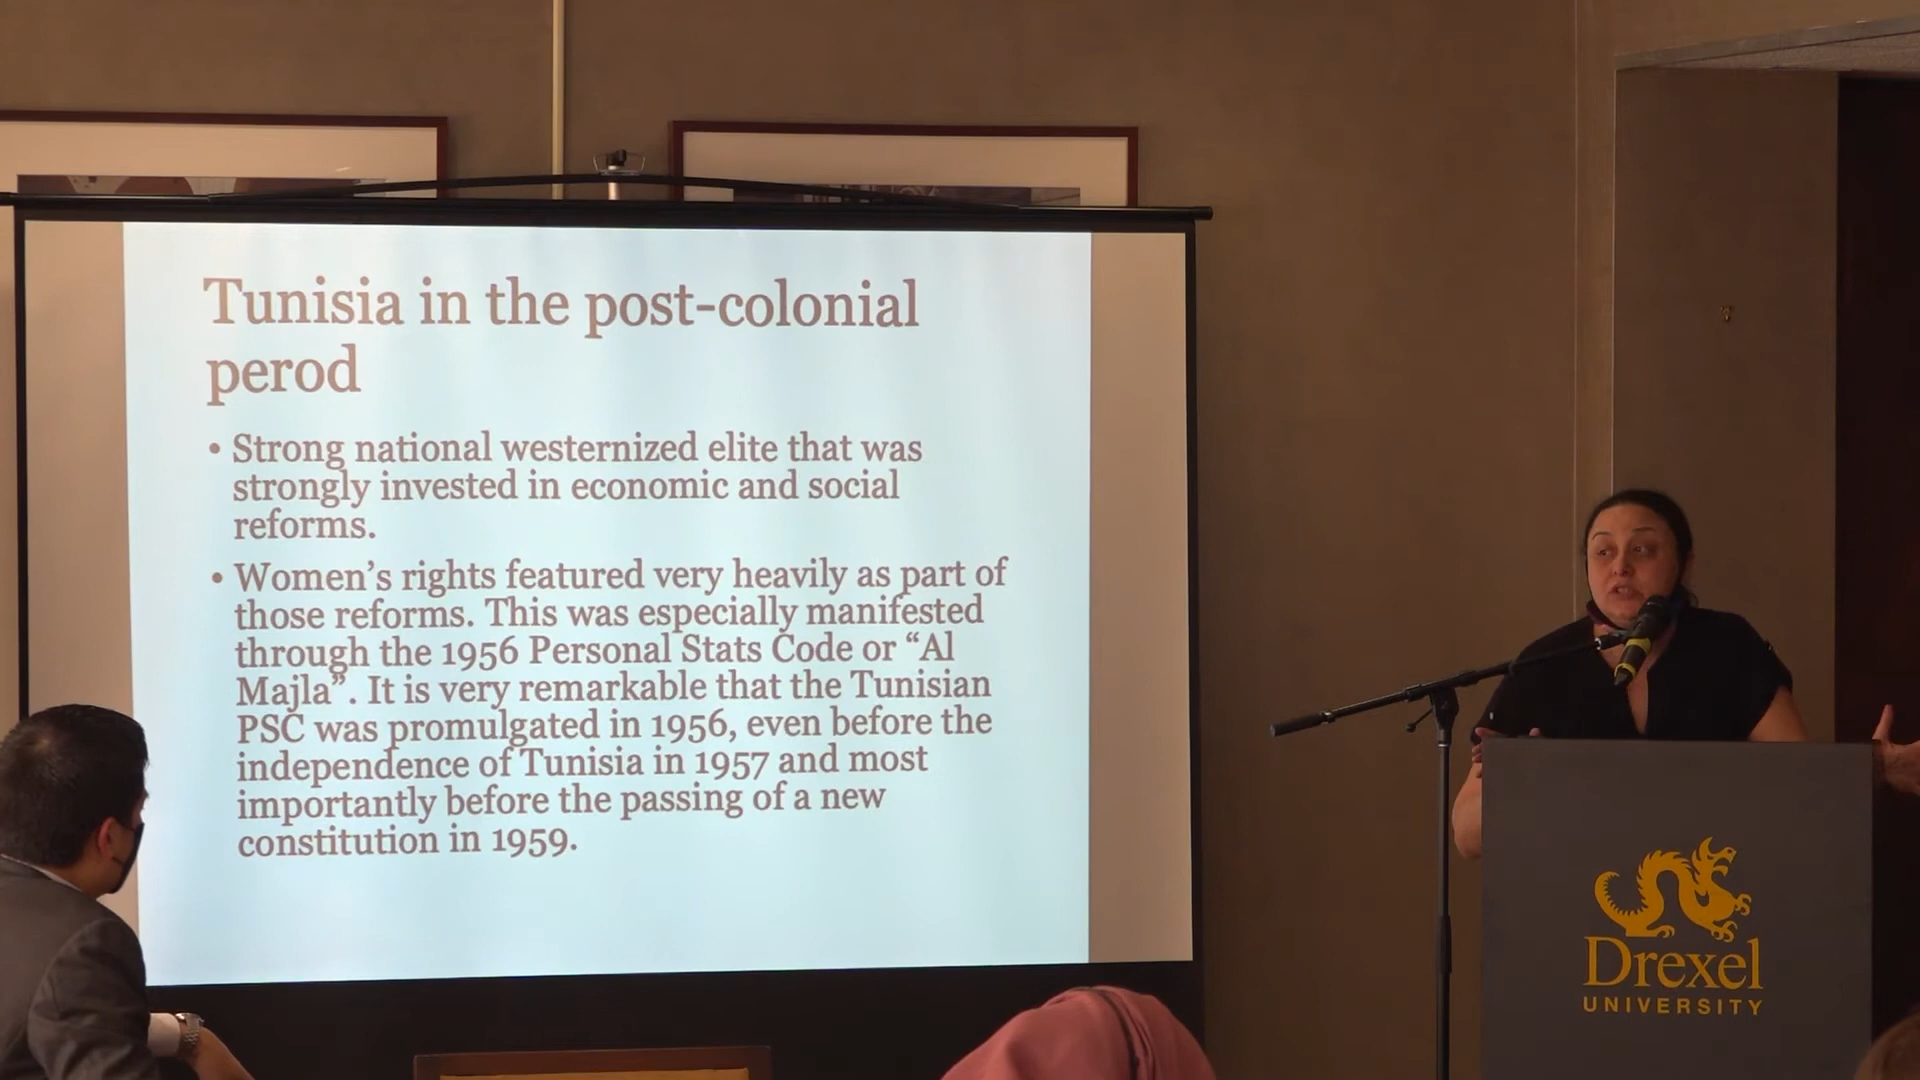 Tunisia in the post-colonial
perod
• Strong national westernized elite that was
strongly invested in economic and social
reforms.
• Women’s rights featured very heavily as part of
those reforms. This was especially manifested
through the 1956 Personal Stats Code or “Al
Majla”. It is very remarkable that the Tunisian
PSC was promulgated in 1956, even before the
independence of Tunisia in 1957 and most
importantly before the passing of a new
constitution in 1959.
Drexel
UNIVERSITY